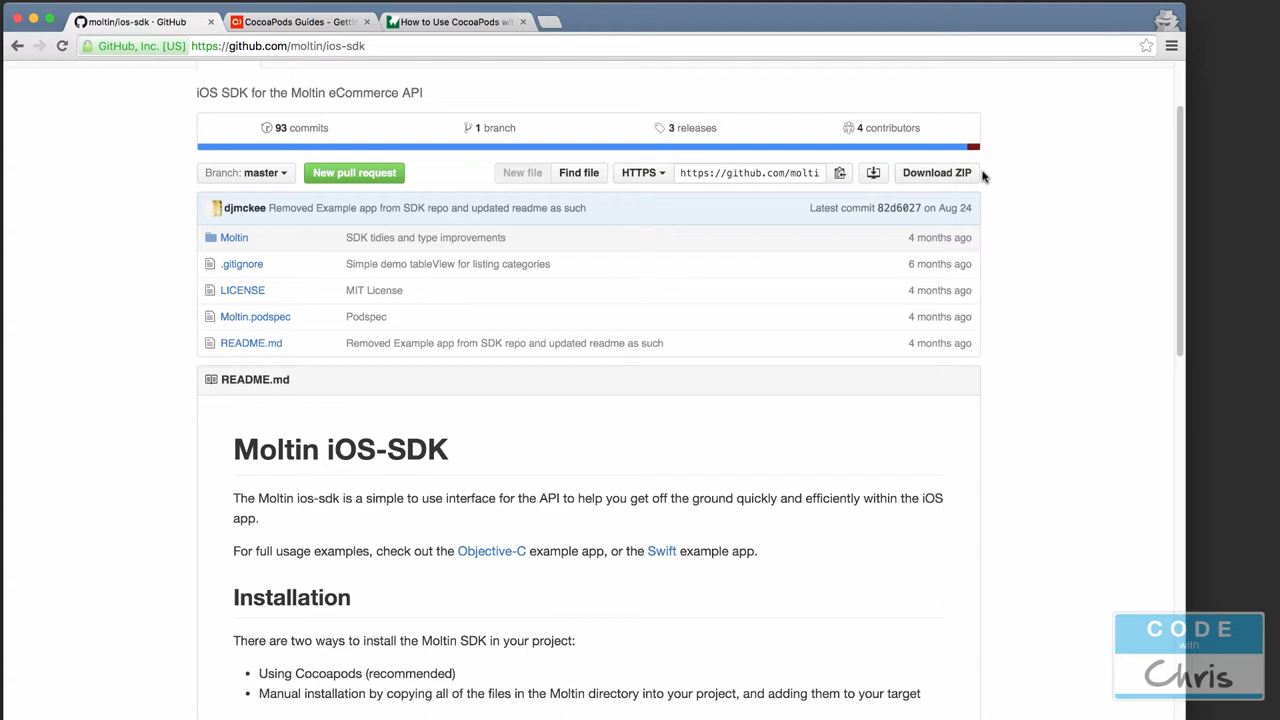 moltin/ios-sdk · GitHub
CocoaPods Guides - Getti
How to Use CocoaPods wit
GitHub, Inc. [US] https://github.com/moltin/ios-sdk
iOS SDK for the Moltin eCommerce API
93 commits
1 branch
3 releases
4 contributors
Branch: master
New pull request
New file
Find file
HTTPS
https://github.com/molti
Download ZIP
djmckee Removed Example app from SDK repo and updated readme as such
Latest commit 82d6027 on Aug 24
Moltin
SDK tidies and type improvements
4 months ago
.gitignore
Simple demo tableView for listing categories
6 months ago
LICENSE
MIT License
4 months ago
Moltin.podspec
Podspec
4 months ago
README.md
Removed Example app from SDK repo and updated readme as such
4 months ago
README.md
Moltin iOS-SDK
The Moltin ios-sdk is a simple to use interface for the API to help you get off the ground quickly and efficiently within the iOS
app.
For full usage examples, check out the Objective-C example app, or the Swift example app.
Installation
There are two ways to install the Moltin SDK in your project:
• Using Cocoapods (recommended)
• Manual installation by copying all of the files in the Moltin directory into your project, and adding them to your target
CODE
with
Chris